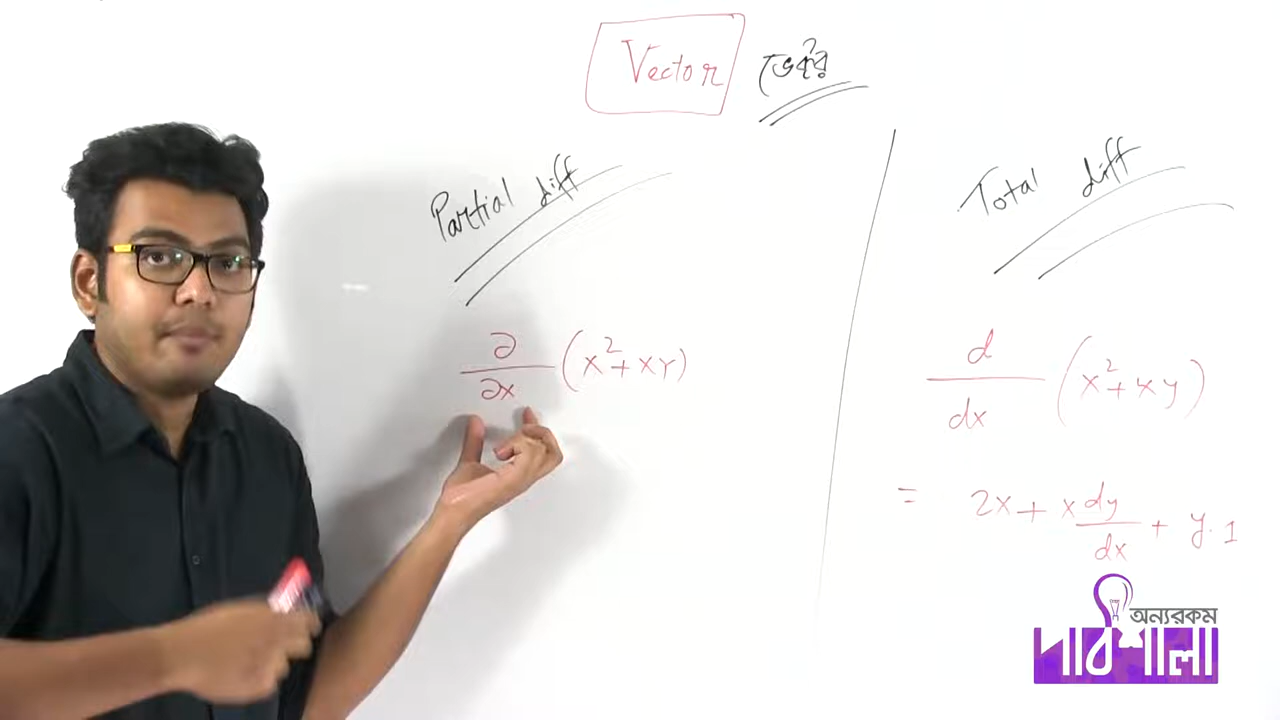 Vector ভেক্টর
Partial diff
∂/∂x (x²+xy)
Total diff
d/dx (x²+xy)
= 2x + x dy/dx + y.1
অন্যরকম
পাঠশালা